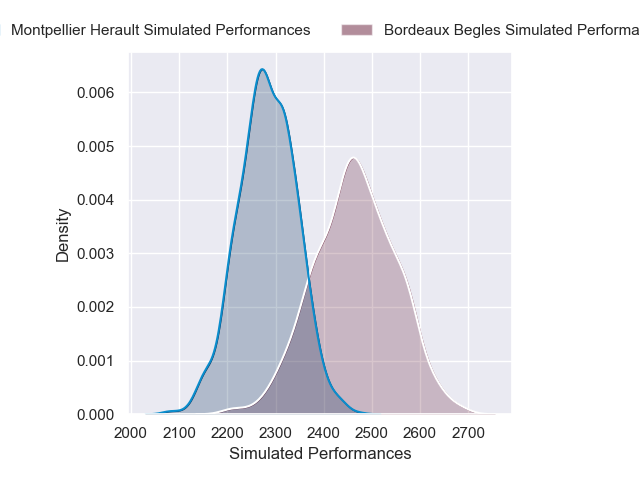 Montpellier Herault Simulated Performances Bordeaux Begles Simulated
0.006
0.005
0.004
0.003
0.002
0.001
0.000
Density
2000 2100 2200 2300 2400 2500 2600 2700
Simulated Performances